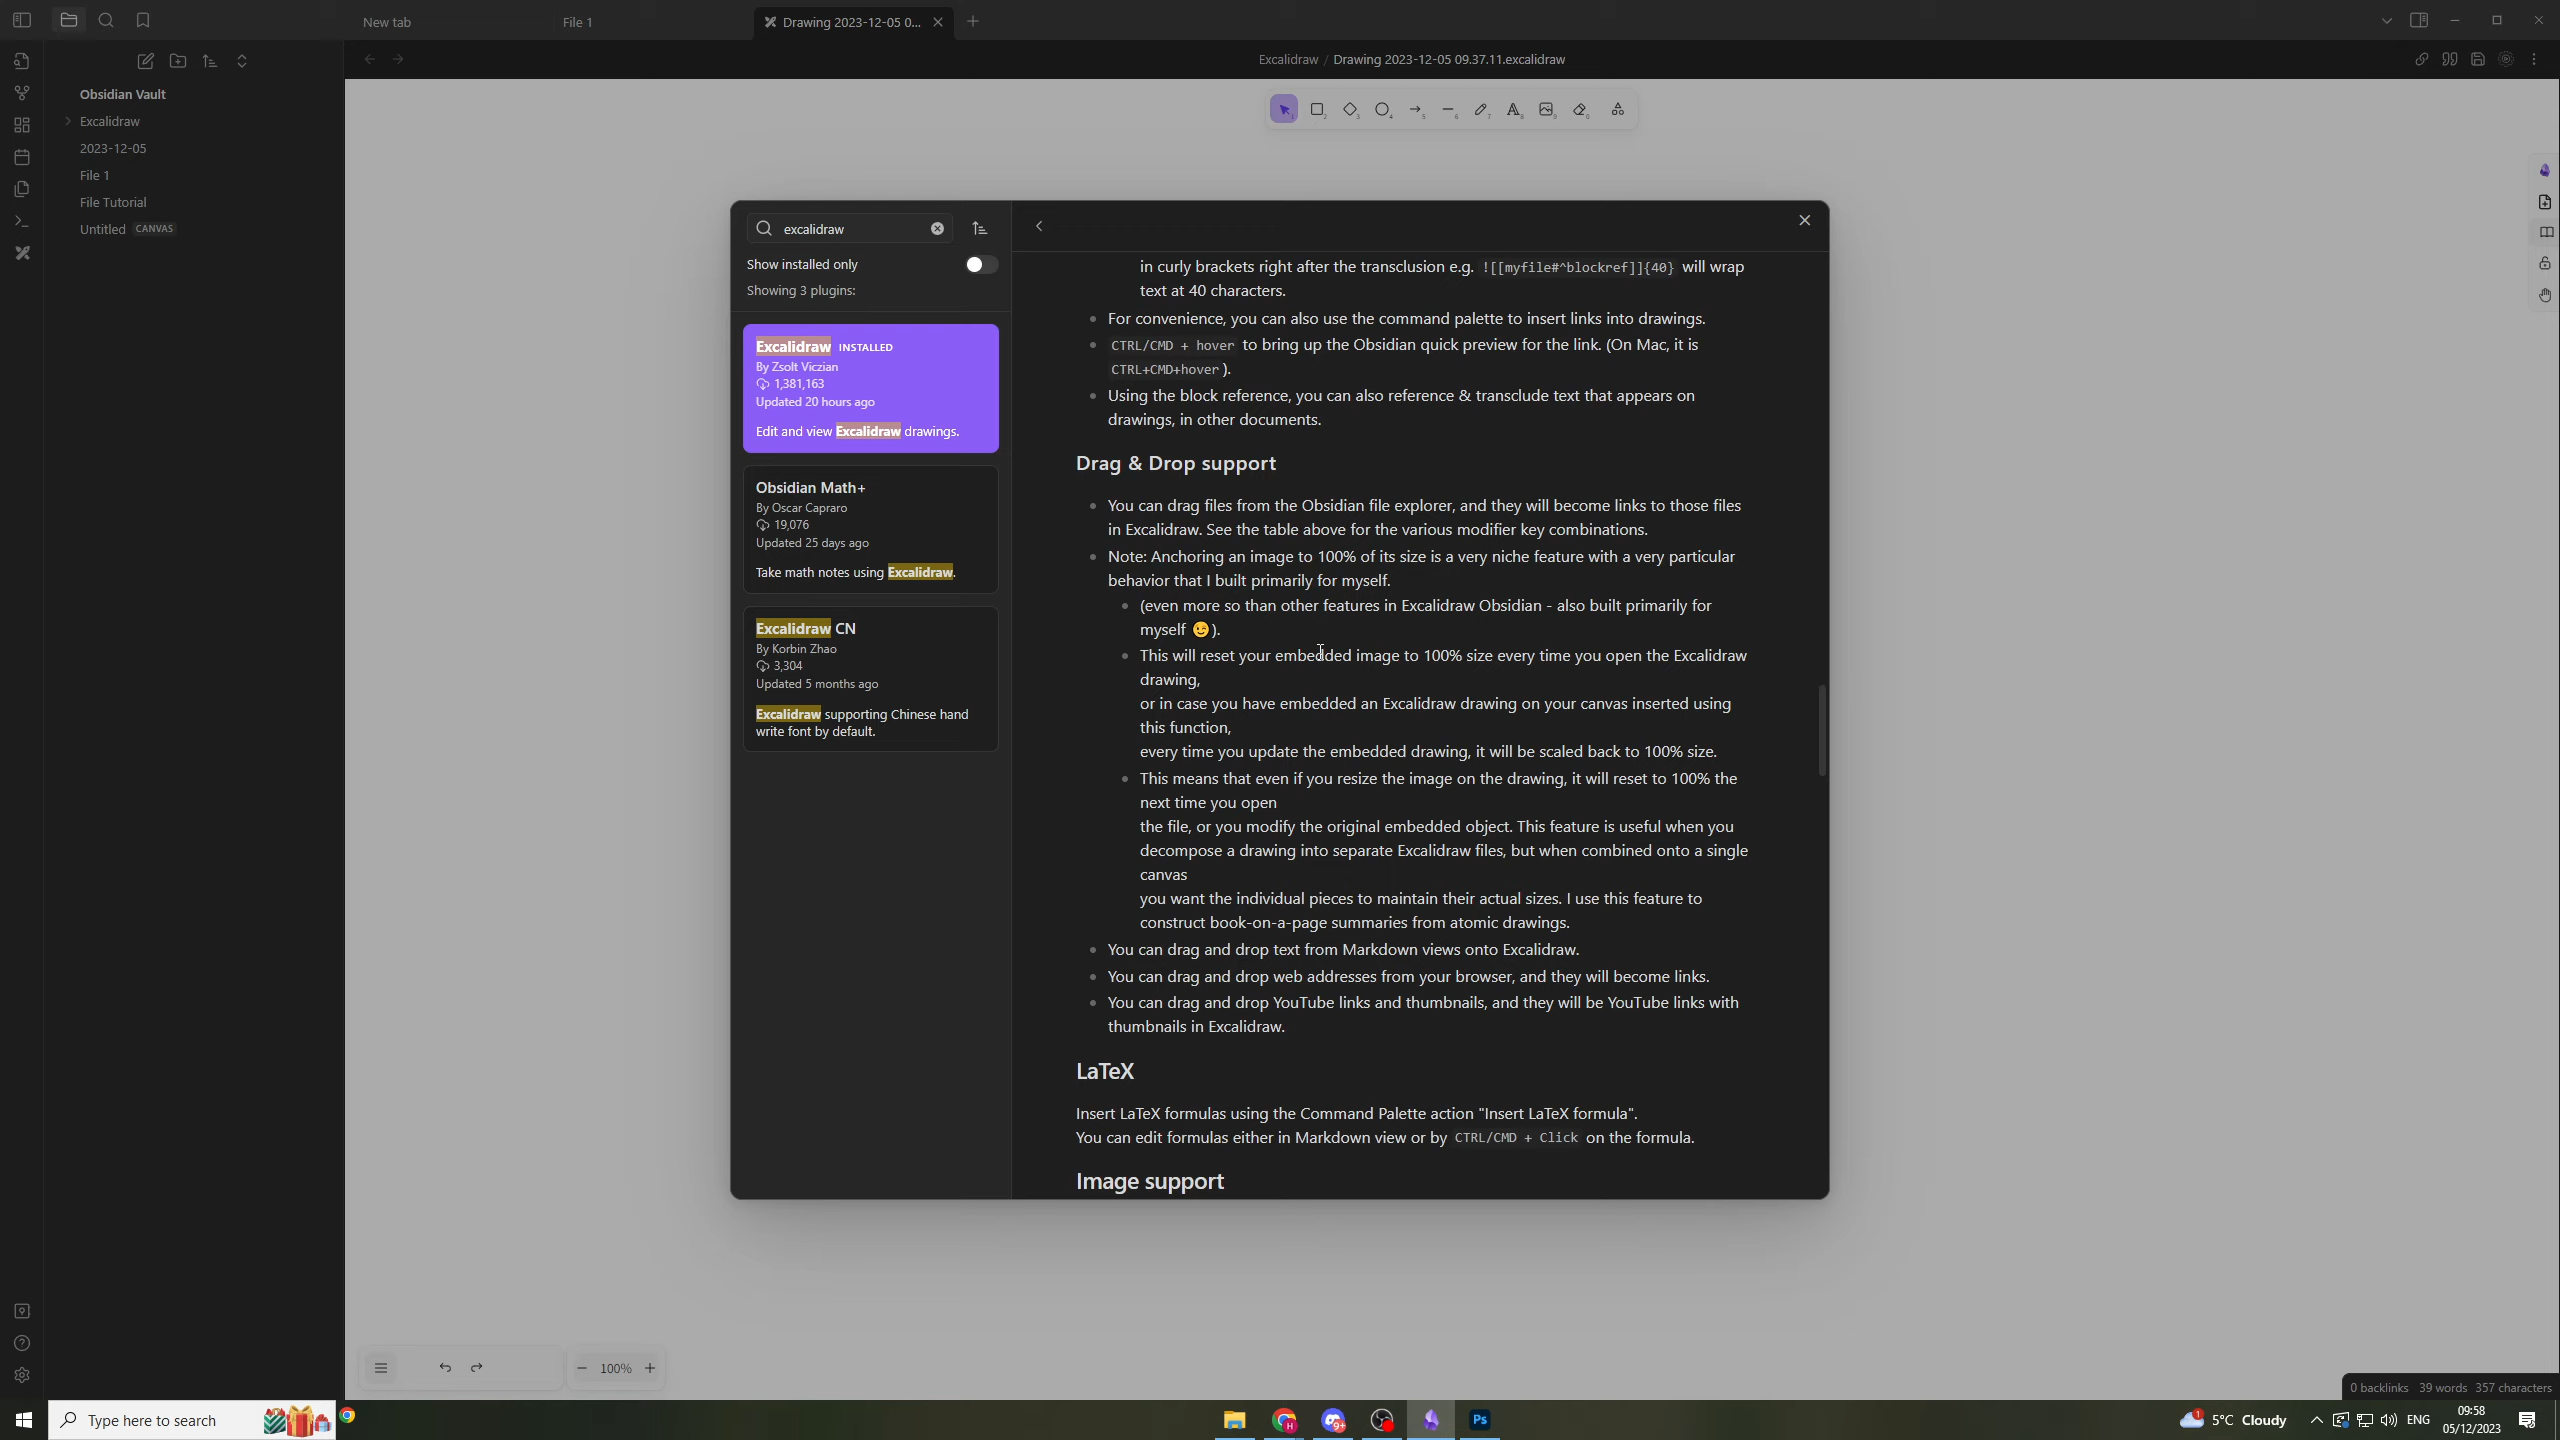 New tab
File 1
Drawing 2023-12-05 0...
Excalidraw / Drawing 2023-12-05 09.37.11.excalidraw
Obsidian Vault
Excalidraw
2023-12-05
File 1
File Tutorial
Untitled CANVAS
1
2
3
4
5
6
7
8
9
0
excalidraw
Show installed only
Showing 3 plugins:
Excalidraw INSTALLED
By Zsolt Viczian
1,381,163
Updated 20 hours ago
Edit and view Excalidraw drawings.
Obsidian Math+
By Oscar Capraro
19,076
Updated 25 days ago
Take math notes using Excalidraw.
Excalidraw CN
By Korbin Zhao
3,304
Updated 5 months ago
Excalidraw supporting Chinese hand
write font by default.
in curly brackets right after the transclusion e.g. ![[myfile#^blockref]]{40} will wrap
text at 40 characters.
For convenience, you can also use the command palette to insert links into drawings.
CTRL/CMD + hover to bring up the Obsidian quick preview for the link. (On Mac, it is
CTRL+CMD+hover ).
Using the block reference, you can also reference & transclude text that appears on
drawings, in other documents.
Drag & Drop support
You can drag files from the Obsidian file explorer, and they will become links to those files
in Excalidraw. See the table above for the various modifier key combinations.
Note: Anchoring an image to 100% of its size is a very niche feature with a very particular
behavior that I built primarily for myself.
(even more so than other features in Excalidraw Obsidian - also built primarily for
myself 😉).
This will reset your embedded image to 100% size every time you open the Excalidraw
drawing,
or in case you have embedded an Excalidraw drawing on your canvas inserted using
this function,
every time you update the embedded drawing, it will be scaled back to 100% size.
This means that even if you resize the image on the drawing, it will reset to 100% the
next time you open
the file, or you modify the original embedded object. This feature is useful when you
decompose a drawing into separate Excalidraw files, but when combined onto a single
canvas
you want the individual pieces to maintain their actual sizes. I use this feature to
construct book-on-a-page summaries from atomic drawings.
You can drag and drop text from Markdown views onto Excalidraw.
You can drag and drop web addresses from your browser, and they will become links.
You can drag and drop YouTube links and thumbnails, and they will be YouTube links with
thumbnails in Excalidraw.
LaTeX
Insert LaTeX formulas using the Command Palette action "Insert LaTeX formula".
You can edit formulas either in Markdown view or by CTRL/CMD + Click on the formula.
Image support
100%
0 backlinks 39 words 357 characters
Type here to search
H
9+
Ps
1
5°C Cloudy
ENG
09:58
05/12/2023